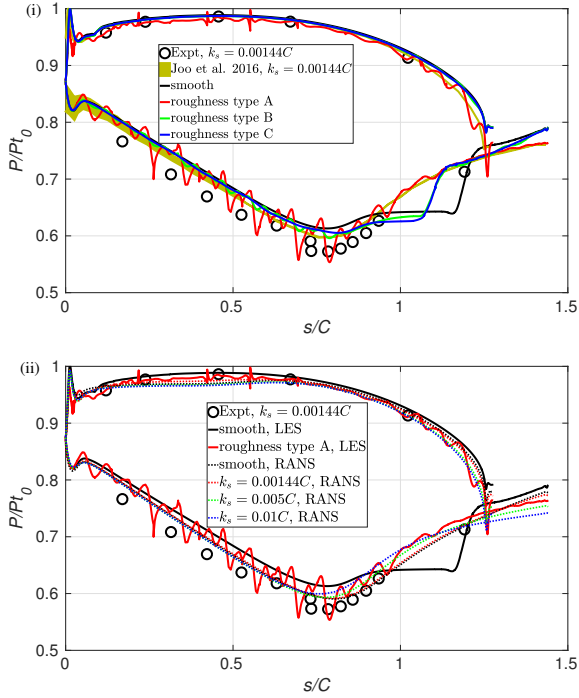 (i)
1
0.9
0.8
0.7
0.6
0.5
P/Pt0
Expt, ks = 0.00144C
Joo et al. 2016, ks = 0.00144C
smooth
roughness type A
roughness type B
roughness type C
0
0.5
1
1.5
s/C
(ii)
1
0.9
0.8
0.7
0.6
0.5
P/Pt0
Expt, ks = 0.00144C
smooth, LES
roughness type A, LES
smooth, RANS
ks = 0.00144C, RANS
ks = 0.005C, RANS
ks = 0.01C, RANS
0
0.5
1
1.5
s/C